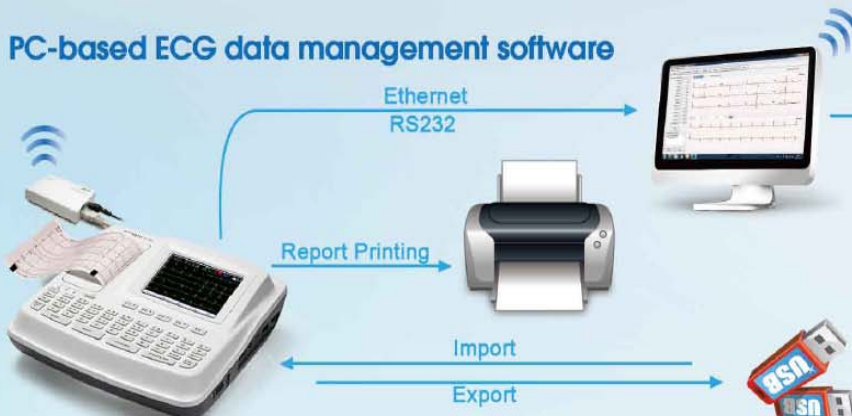 PC-based ECG data management software
Ethernet
RS232
Report Printing
Import
Export
USB
USB